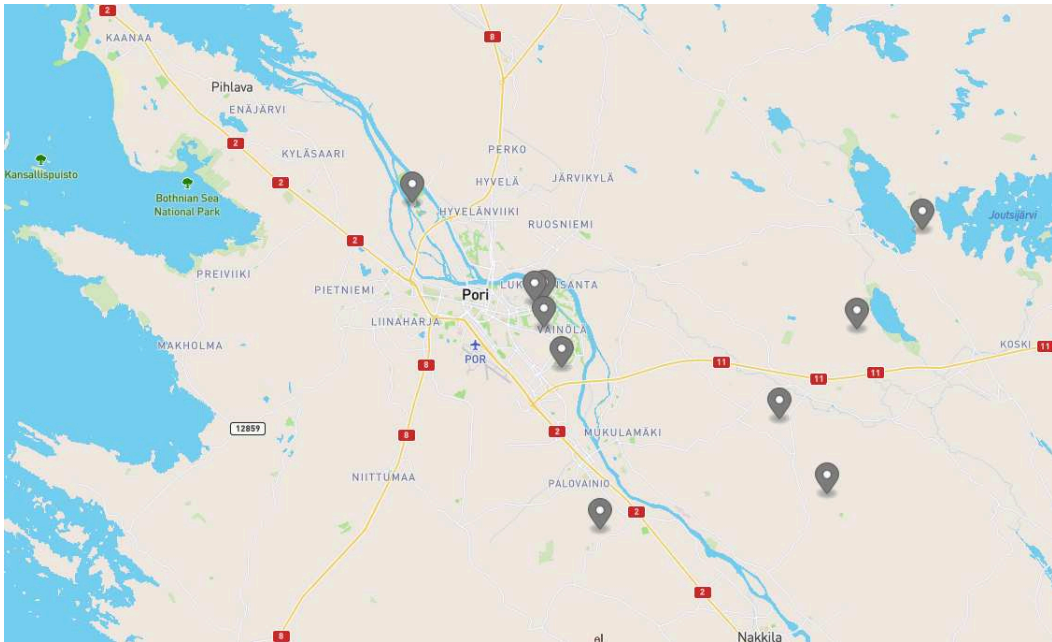 2
8
KAANAA
Pihlava
ENÄJÄRVI
2
KYLÄSAARI
PERKO
Kansallispuisto
2
HYVELÄ
JÄRVIKYLÄ
Bothnian Sea
National Park
HYVELÄNVIIKI
RUOSNIEMI
Joutsijärvi
2
PREIVIIKI
PIETNIEMI
Pori
LIINAHARJA
VÄINÖLÄ
MAKHOLMA
POR
8
11
11
11
KOSKI
11
12859
8
2
MUKULAMÄKI
NIITTUMAA
PALOVAINIO
2
2
8
Nakkila